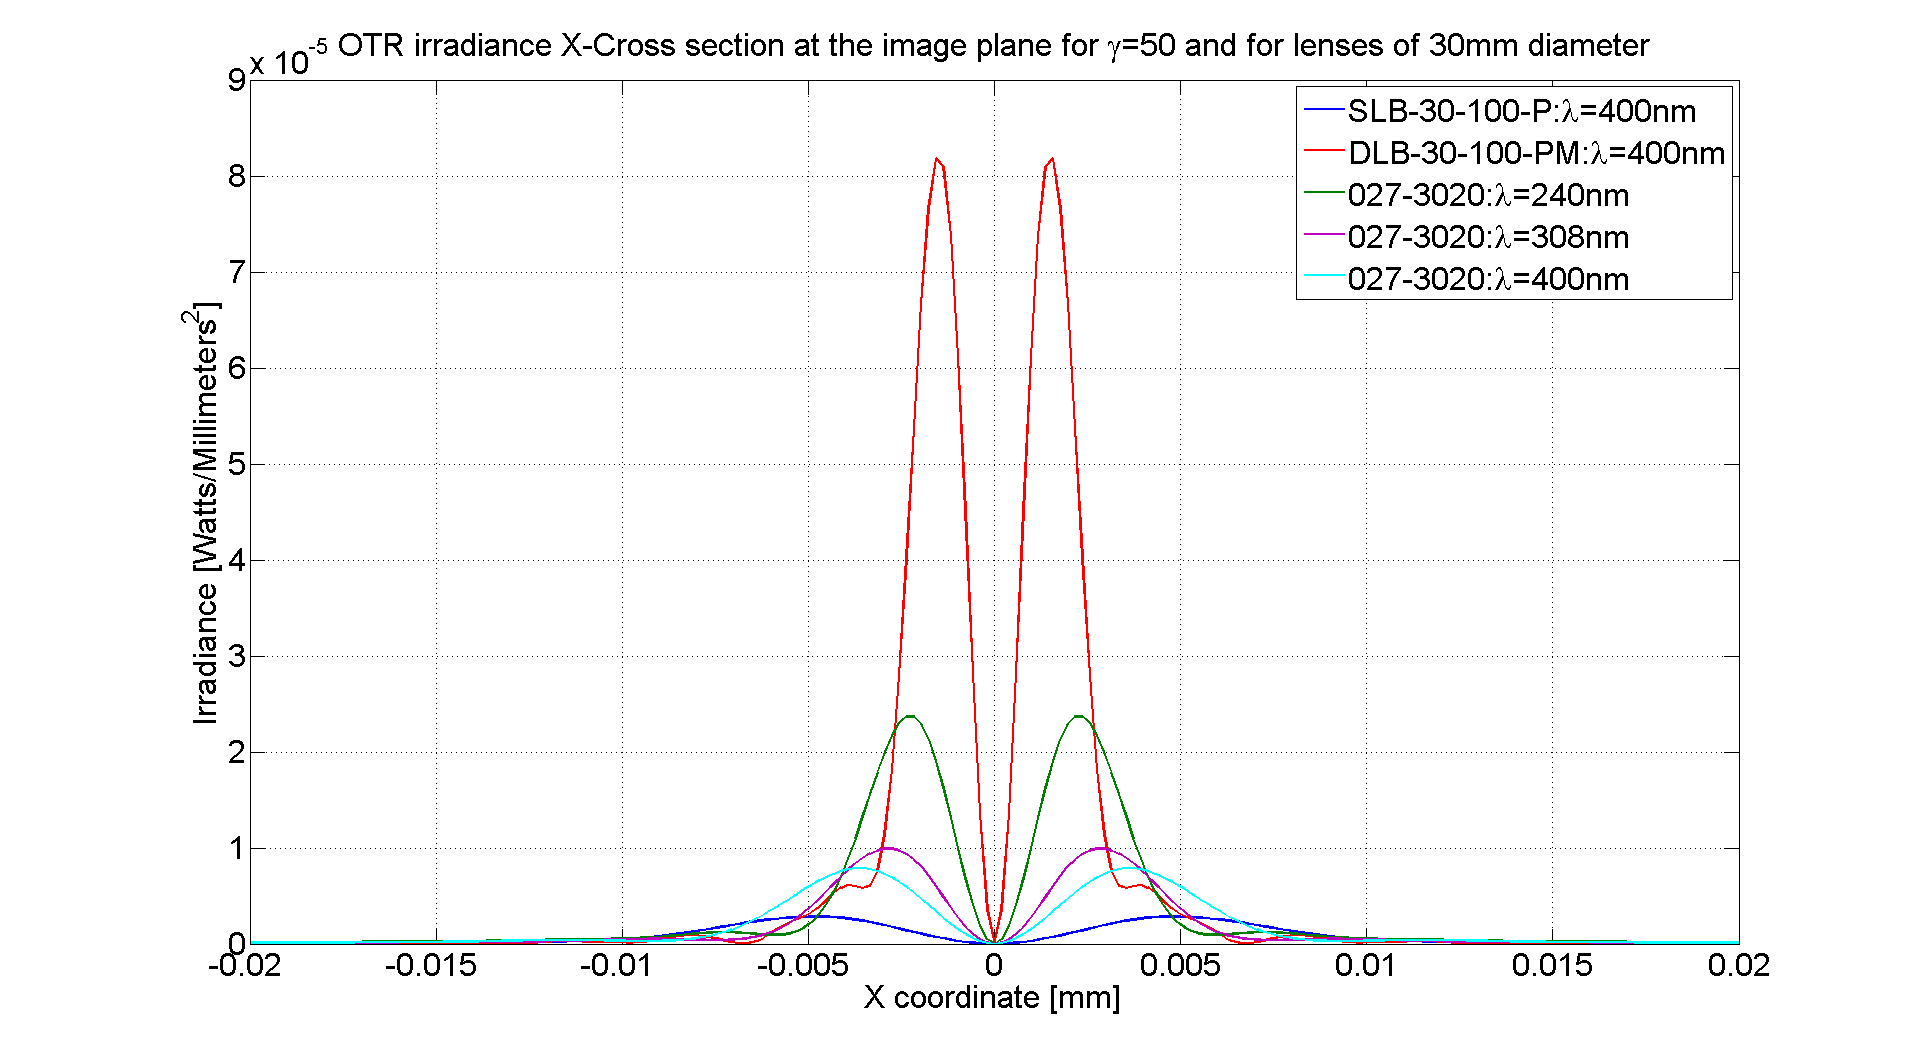 x 10-5 OTR irradiance X-Cross section at the image plane for γ=50 and for lenses of 30mm diameter
SLB-30-100-P:λ=400nm
DLB-30-100-PM:λ=400nm
027-3020:λ=240nm
027-3020:λ=308nm
027-3020:λ=400nm
Irradiance [Watts/Millimeters2]
9
8
7
6
5
4
3
2
1
0
-0.02 -0.015 -0.01 -0.005 0 0.005 0.01 0.015 0.02
X coordinate [mm]